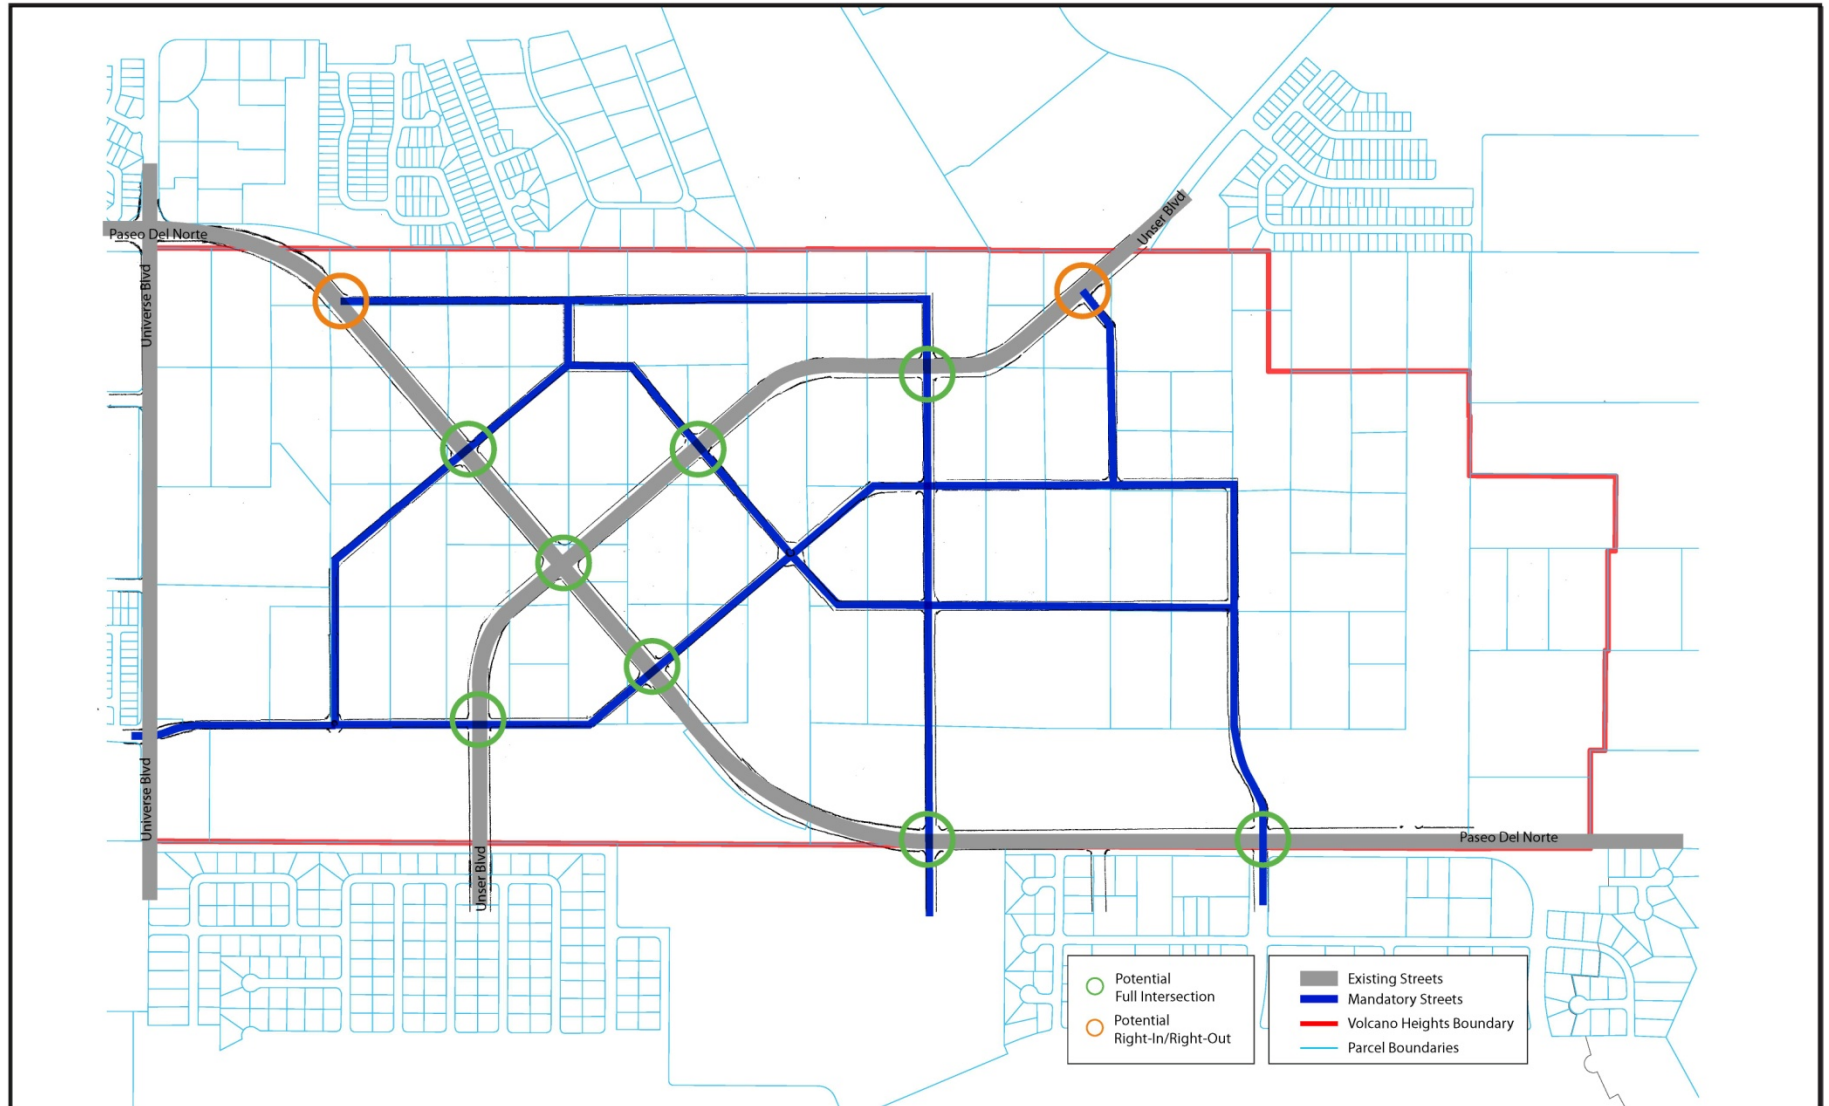 Unser Blvd
Paseo Del Norte
Universe Blvd
Universe Blvd
Unser Blvd
Paseo Del Norte
Potential
Full Intersection
Potential
Right-In/Right-Out
Existing Streets
Mandatory Streets
Volcano Heights Boundary
Parcel Boundaries